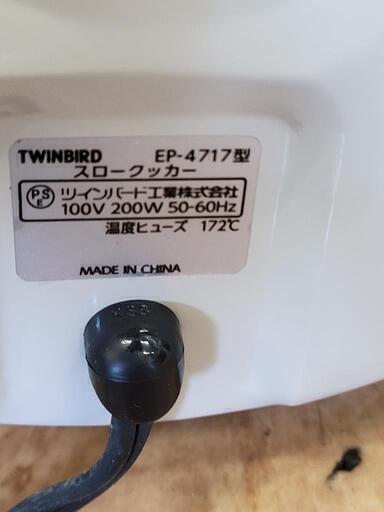 TWINBIRD EP-4717型
スロークッカー
PSE ツインバード工業株式会社
100V 200W 50-60Hz
温度ヒューズ 172℃
MADE IN CHINA